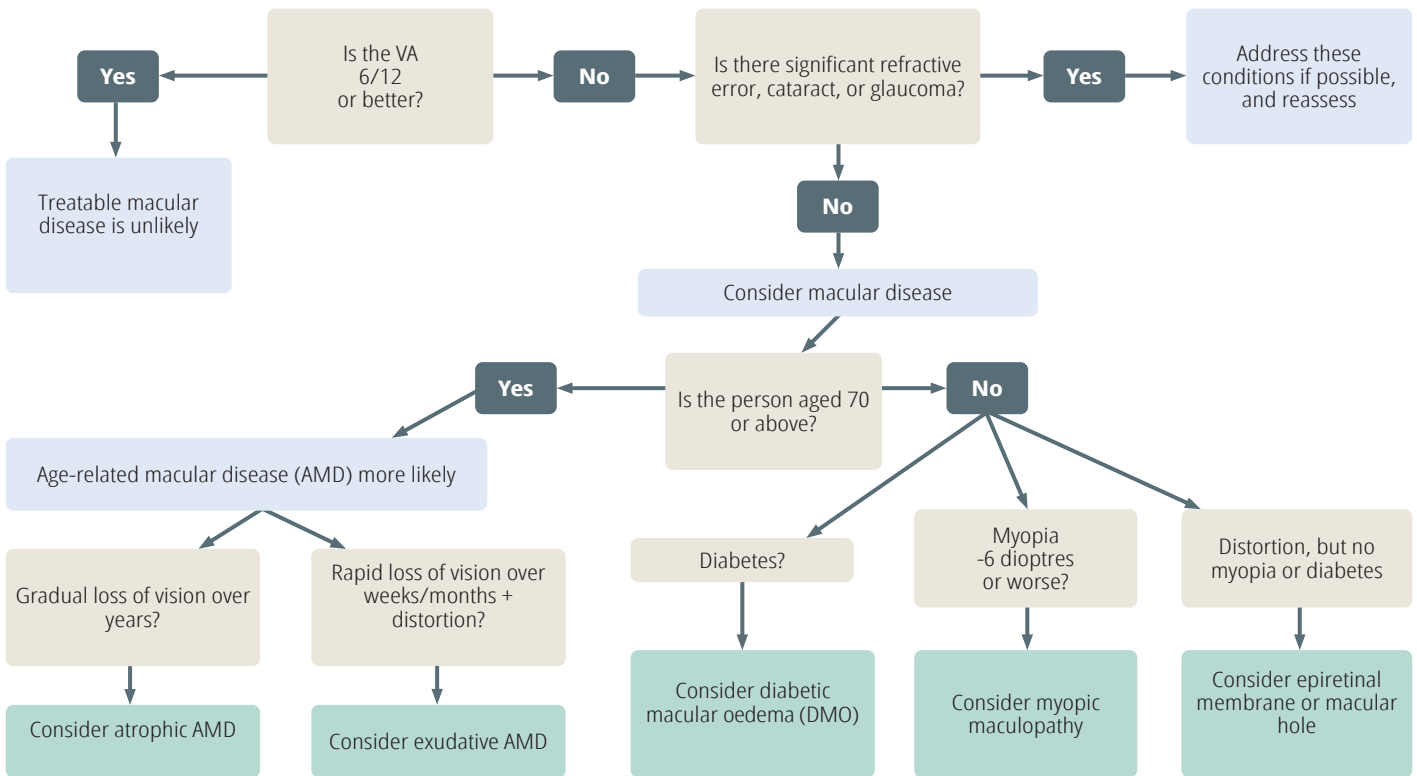 Is the VA
6/12
or better?
Yes
No
Is there significant refractive
error, cataract, or glaucoma?
Yes
Address these
conditions if possible,
and reassess
Treatable macular
disease is unlikely
No
Consider macular disease
Is the person aged 70
or above?
Yes
No
Age-related macular disease (AMD) more likely
Gradual loss of vision over
years?
Rapid loss of vision over
weeks/months +
distortion?
Diabetes?
Myopia
-6 dioptres
or worse?
Distortion, but no
myopia or diabetes
Consider atrophic AMD
Consider exudative AMD
Consider diabetic
macular oedema (DMO)
Consider myopic
maculopathy
Consider epiretinal
membrane or macular
hole